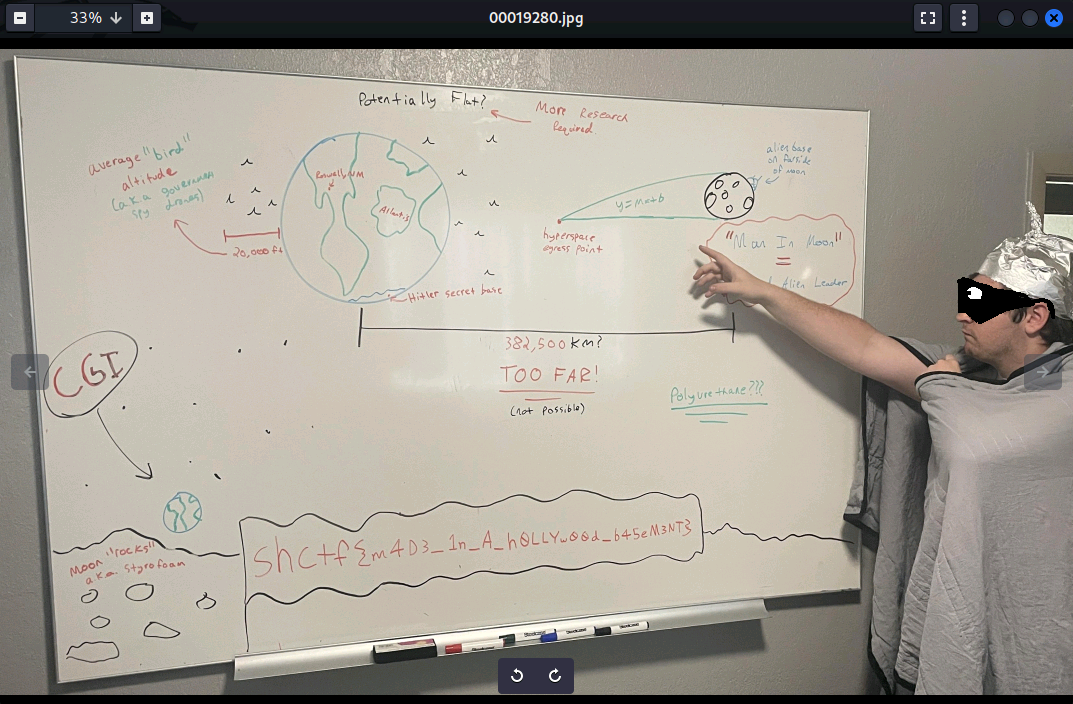 33%
00019280.jpg
Potentially Flat?
More Research
Required
average "bird"
altitude
(a.k.a government
spy drones)
20,000 ft
Roswell, NM
Atlantis
Hitler secret base
y=mx+b
hyperspace
egress point
alien base
on farside
of moon
"Man In Moon"
=
Alien Leader
382,500 km?
TOO FAR!
(not possible)
Polyurethane???
CGI
Moon "rocks"
a.k.a. Styrofoam
shctf{m4D3_1n_A_h0LLYw00d_b45eM3NT}